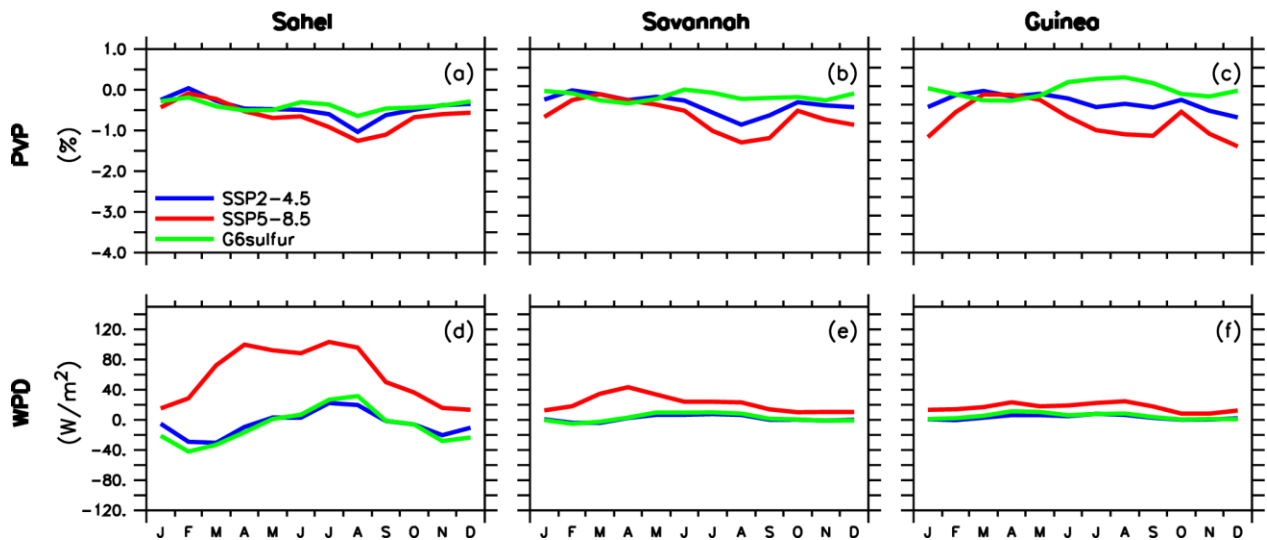 Sahel Savannah Guinea
PVP
(%)
1.0
0.0
-1.0
-2.0
-3.0
-4.0
(a)
(b)
(c)
SSP2-4.5
SSP5-8.5
G6sulfur
WPD
(W/m²)
120.
80.
40.
0.
-40.
-80.
-120.
(d)
(e)
(f)
J F M A M J J A S O N D
J F M A M J J A S O N D
J F M A M J J A S O N D